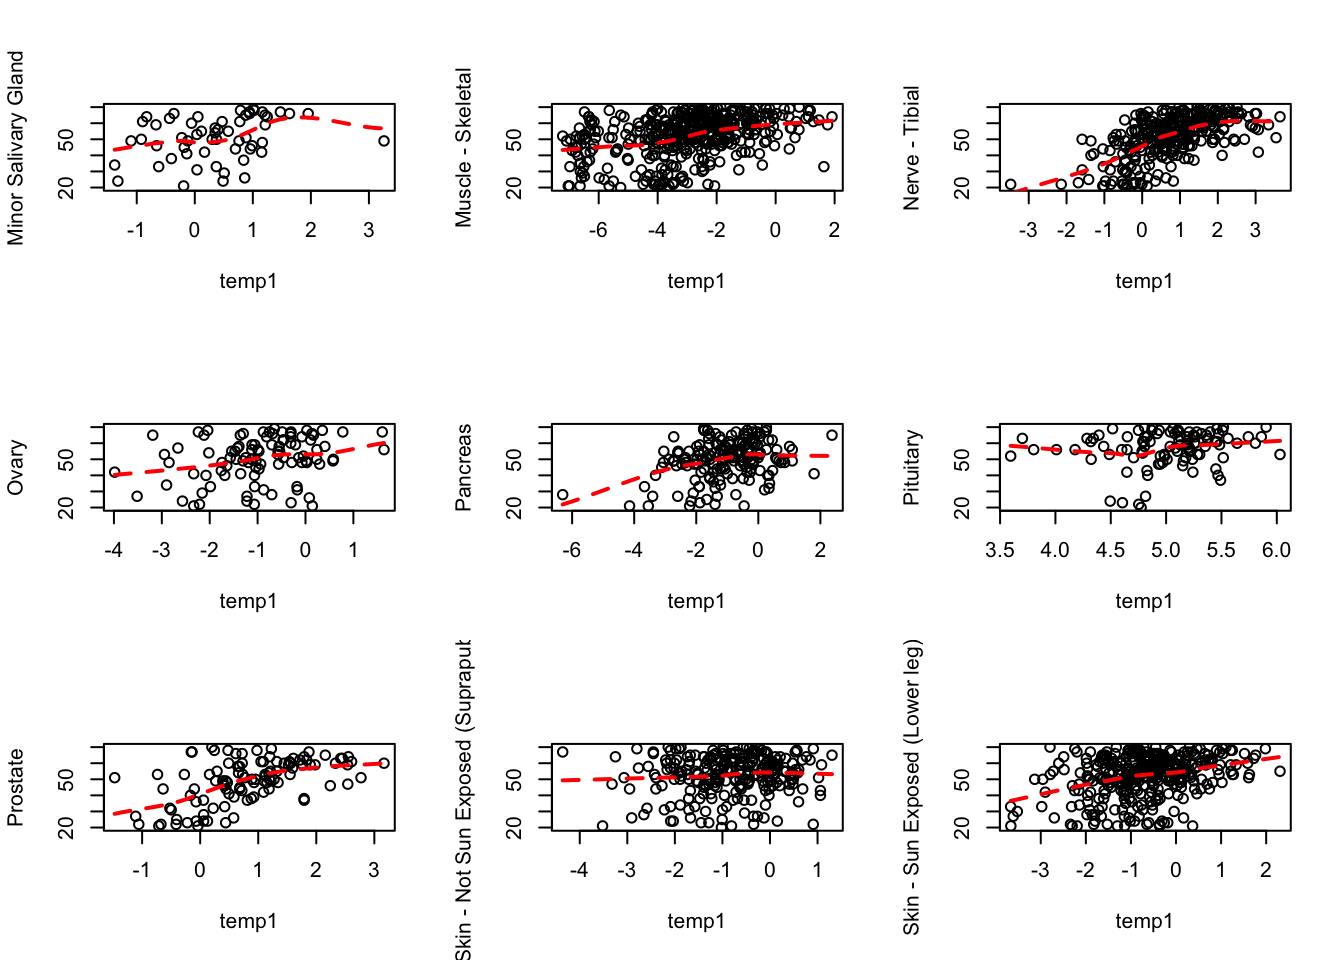 Minor Salivary Gland
20 50
-1 0 1 2 3
temp1
Muscle - Skeletal
20 50
-6 -4 -2 0 2
temp1
Nerve - Tibial
20 50
-3 -2 -1 0 1 2 3
temp1
Ovary
20 50
-4 -3 -2 -1 0 1
temp1
Pancreas
20 50
-6 -4 -2 0 2
temp1
Pituitary
20 50
3.5 4.0 4.5 5.0 5.5 6.0
temp1
Prostate
20 50
-1 0 1 2 3
temp1
Skin - Not Sun Exposed (Suprapub
20 50
-4 -3 -2 -1 0 1
temp1
Skin - Sun Exposed (Lower leg)
20 50
-3 -2 -1 0 1 2
temp1